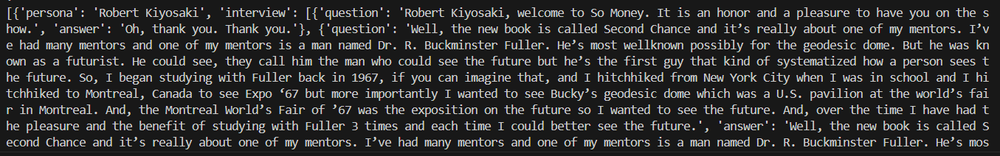 [{'persona': 'Robert Kiyosaki', 'interview': [{'question': 'Robert Kiyosaki, welcome to So Money. It is an honor and a pleasure to have you on the s
how.', 'answer': 'Oh, thank you. Thank you.'}, {'question': 'Well, the new book is called Second Chance and it’s really about one of my mentors. I’v
e had many mentors and one of my mentors is a man named Dr. R. Buckminster Fuller. He’s most wellknown possibly for the geodesic dome. But he was kn
own as a futurist. He could see, they call him the man who could see the future but he’s the first guy that kind of systematized how a person sees t
he future. So, I began studying with Fuller back in 1967, if you can imagine that, and I hitchhiked from New York City when I was in school and I hi
tchhiked to Montreal, Canada to see Expo ‘67 but more importantly I wanted to see Bucky’s geodesic dome which was a U.S. pavilion at the world’s fai
r in Montreal. And, the Montreal World’s Fair of ’67 was the exposition on the future so I wanted to see the future. And, over the time I have had t
he pleasure and the benefit of studying with Fuller 3 times and each time I could better see the future.', 'answer': 'Well, the new book is called S
econd Chance and it’s really about one of my mentors. I’ve had many mentors and one of my mentors is a man named Dr. R. Buckminster Fuller. He’s mos